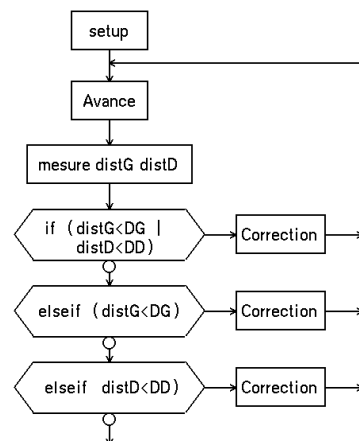 setup
Avance
mesure distG distD
if (distG<DG |
distD<DD)
Correction
elseif (distG<DG)
Correction
elseif distD<DD)
Correction